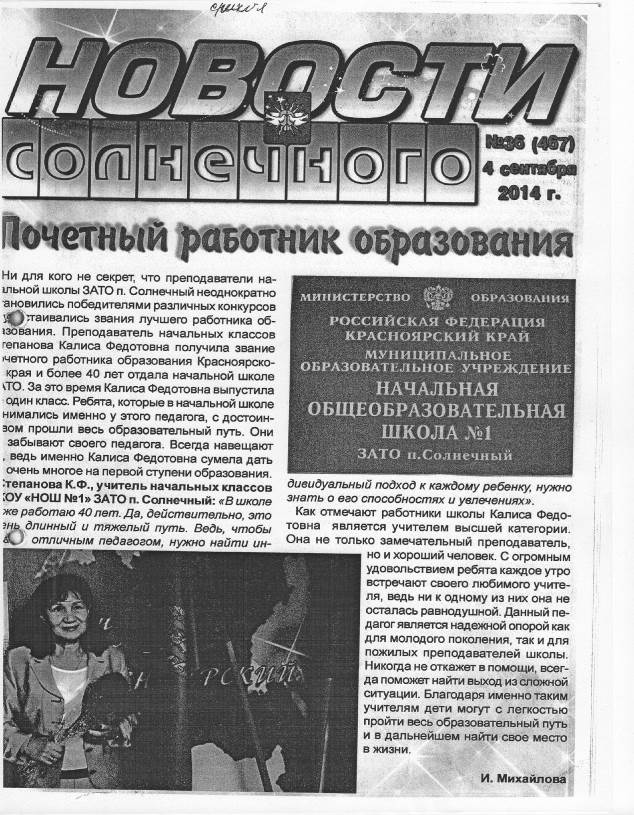 НОВОСТИ
СОЛНЕЧНОГО
№36 (467)
4 сентября
2014 г.
Почетный работник образования
Ни для кого не секрет, что преподаватели на-
альной школы ЗАТО п. Солнечный неоднократно
тановились победителями различных конкурсов
стаивались звания лучшего работника об-
азования. Преподаватель начальных классов
тепанова Калиса Федотовна получила звание
очетного работника образования Красноярско-
края и более 40 лет отдала начальной школе
АТО. За это время Калиса Федотовна выпустила
один класс. Ребята, которые в начальной школе
нимались именно у этого педагога, с достоин-
вом прошли весь образовательный путь. Они
забывают своего педагога. Всегда навещают
, ведь именно Калиса Федотовна сумела дать
очень многое на первой ступени образования.
Степанова К.Ф., учитель начальных классов
КОУ «НОШ №1» ЗАТО п. Солнечный: «В школе
же работаю 40 лет. Да, действительно, это
ень длинный и тяжелый путь. Ведь, чтобы
отличным педагогом, нужно найти ин-
МИНИСТЕРСТВО ОБРАЗОВАНИЯ
РОССИЙСКАЯ ФЕДЕРАЦИЯ
КРАСНОЯРСКИЙ КРАЙ
МУНИЦИПАЛЬНОЕ
ОБРАЗОВАТЕЛЬНОЕ УЧРЕЖДЕНИЕ
НАЧАЛЬНАЯ
ОБЩЕОБРАЗОВАТЕЛЬНАЯ
ШКОЛА №1
ЗАТО п.Солнечный
дивидуальный подход к каждому ребенку, нужно
знать о его способностях и увлечениях».
Как отмечают работники школы Калиса Федо-
товна является учителем высшей категории.
Она не только замечательный преподаватель,
но и хороший человек. С огромным
удовольствием ребята каждое утро
встречают своего любимого учите-
ля, ведь ни к одному из них она не
осталась равнодушной. Данный пе-
дагог является надежной опорой как
для молодого поколения, так и для
пожилых преподавателей школы.
Никогда не откажет в помощи, всег-
да поможет найти выход из сложной
ситуации. Благодаря именно таким
учителям дети могут с легкостью
пройти весь образовательный путь
и в дальнейшем найти свое место
в жизни.
И. Михайлова